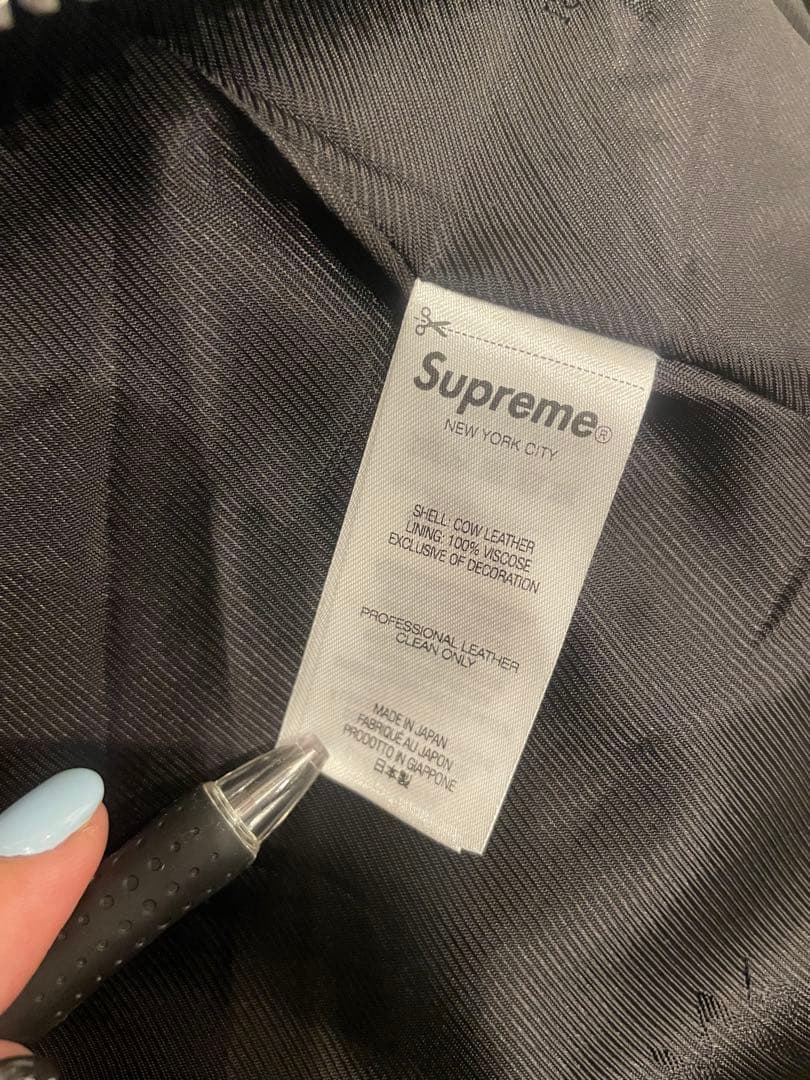 Supreme®
NEW YORK CITY
SHELL: COW LEATHER
LINING: 100% VISCOSE
EXCLUSIVE OF DECORATION
PROFESSIONAL LEATHER
CLEAN ONLY
MADE IN JAPAN
FABRIQUÉ AU JAPON
PRODOTTO IN GIAPPONE
日本製